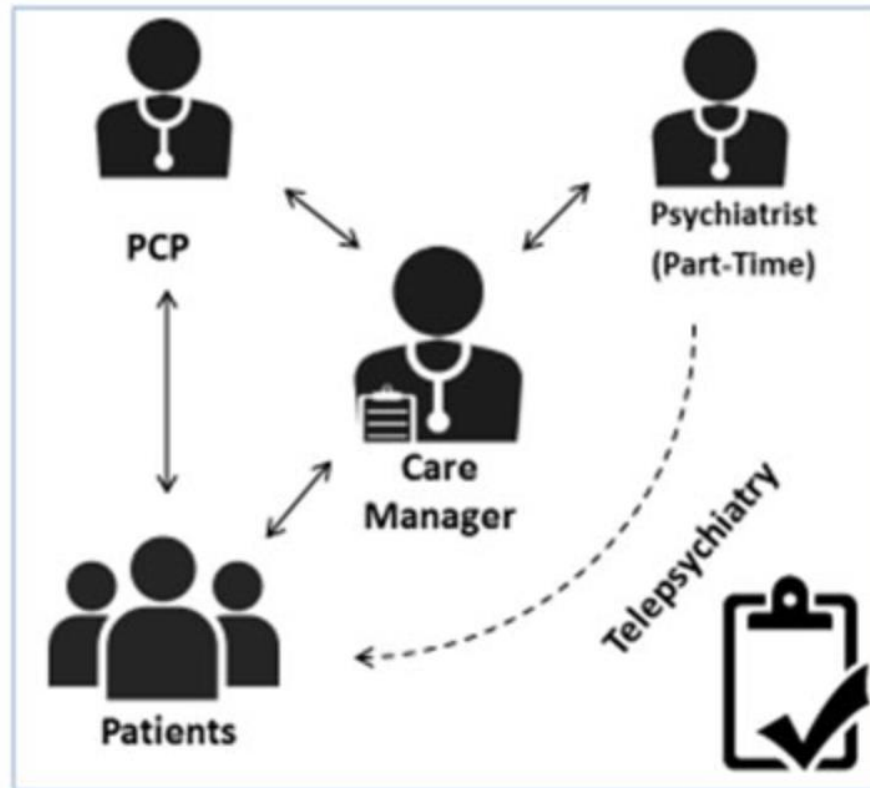 PCP
Psychiatrist
(Part-Time)
Care
Manager
Telepsychiatry
Patients